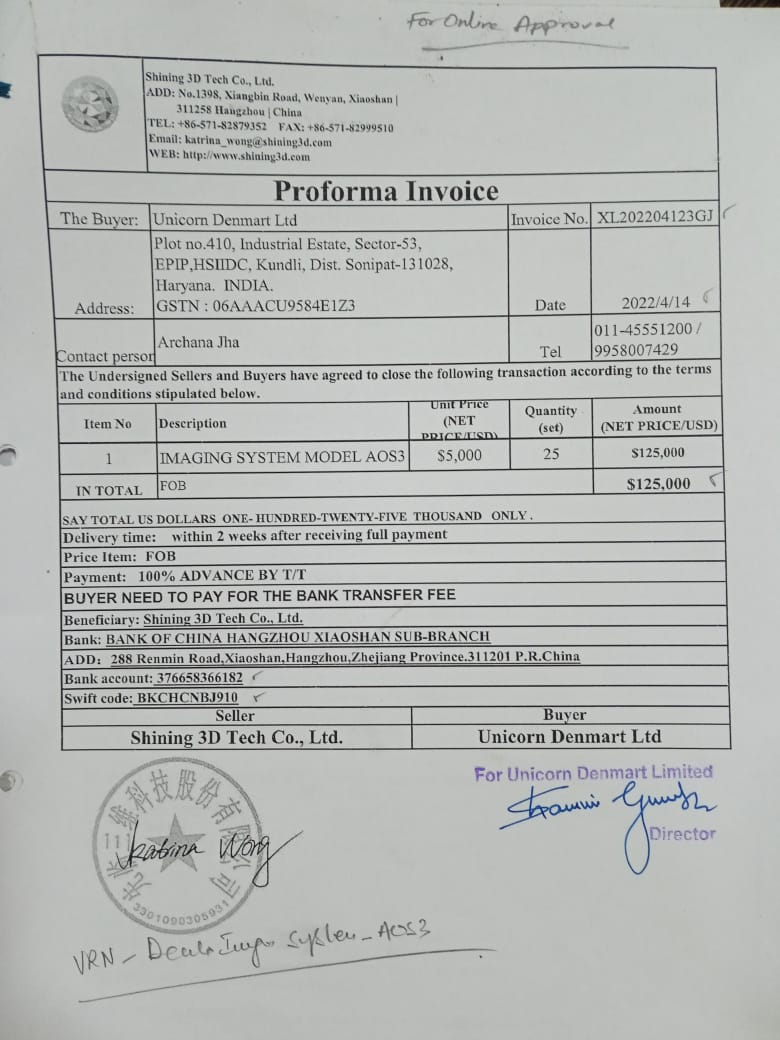 For Online Approval
Shining 3D Tech Co., Ltd.
ADD: No.1398, Xiangbin Road, Wenyan, Xiaoshan |
311258 Hangzhou | China
TEL: +86-571-82879352 FAX: +86-571-82999510
Email: katrina_wong@shining3d.com
WEB: http://www.shining3d.com
Proforma Invoice
The Buyer: Unicorn Denmart Ltd Invoice No. XL202204123GJ
Plot no.410, Industrial Estate, Sector-53,
EPIP,HSIIDC, Kundli, Dist. Sonipat-131028,
Haryana. INDIA.
Address: GSTN : 06AAACU9584E1Z3 Date 2022/4/14
Contact person Archana Jha Tel 011-45551200 /
9958007429
The Undersigned Sellers and Buyers have agreed to close the following transaction according to the terms
and conditions stipulated below.
Item No Description Unit Price (NET PRICE/USD) Quantity (set) Amount (NET PRICE/USD)
1 IMAGING SYSTEM MODEL AOS3 $5,000 25 $125,000
IN TOTAL FOB $125,000
SAY TOTAL US DOLLARS ONE- HUNDRED-TWENTY-FIVE THOUSAND ONLY .
Delivery time: within 2 weeks after receiving full payment
Price Item: FOB
Payment: 100% ADVANCE BY T/T
BUYER NEED TO PAY FOR THE BANK TRANSFER FEE
Beneficiary: Shining 3D Tech Co., Ltd.
Bank: BANK OF CHINA HANGZHOU XIAOSHAN SUB-BRANCH
ADD: 288 Renmin Road,Xiaoshan,Hangzhou,Zhejiang Province.311201 P.R.China
Bank account: 376658366182
Swift code: BKCHCNBJ910
Seller Buyer
Shining 3D Tech Co., Ltd. Unicorn Denmart Ltd
For Unicorn Denmart Limited
Director
维科技股份有限公司
Katrina Wong
3301090305931
VRN - System - AOS3